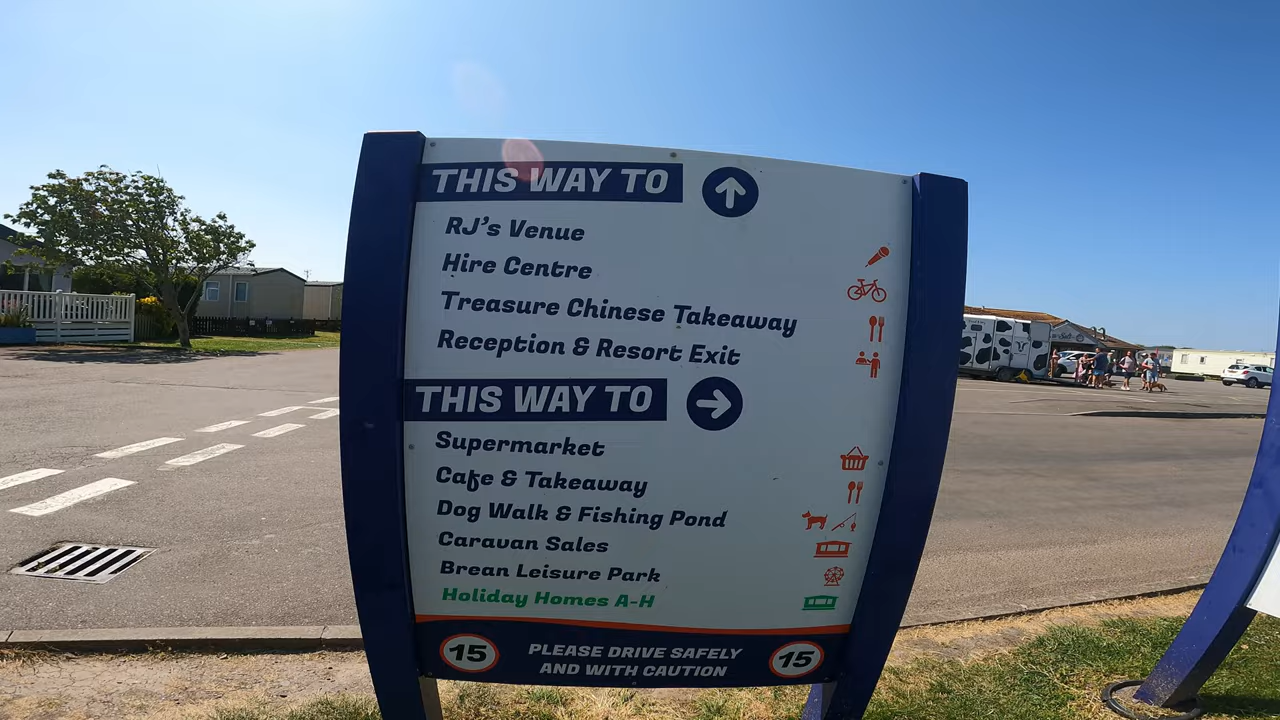 THIS WAY TO
RJ's Venue
Hire Centre
Treasure Chinese Takeaway
Reception & Resort Exit
THIS WAY TO
Supermarket
Cafe & Takeaway
Dog Walk & Fishing Pond
Caravan Sales
Brean Leisure Park
Holiday Homes A-H
15 PLEASE DRIVE SAFELY 15
AND WITH CAUTION